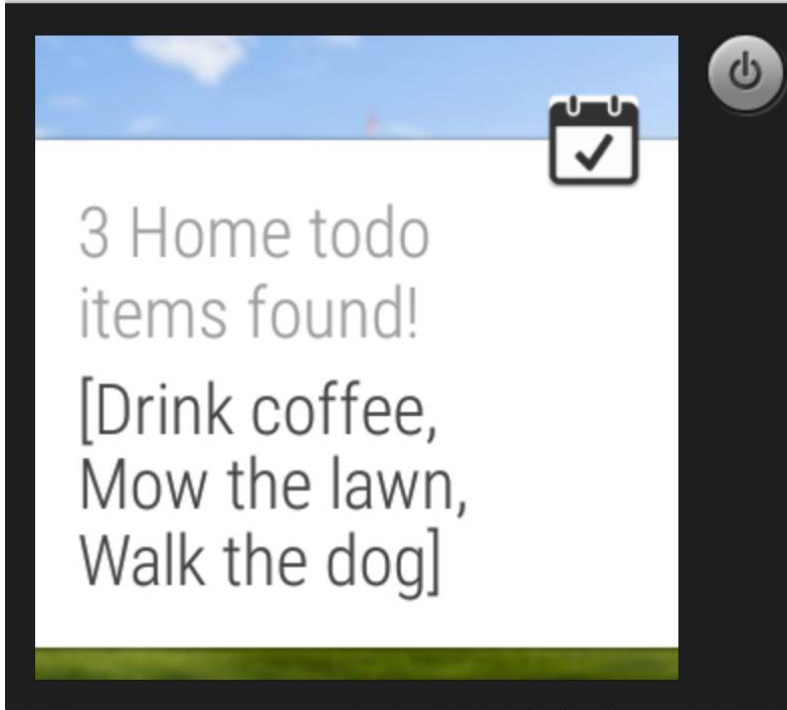 3 Home todo
items found!
[Drink coffee,
Mow the lawn,
Walk the dog]